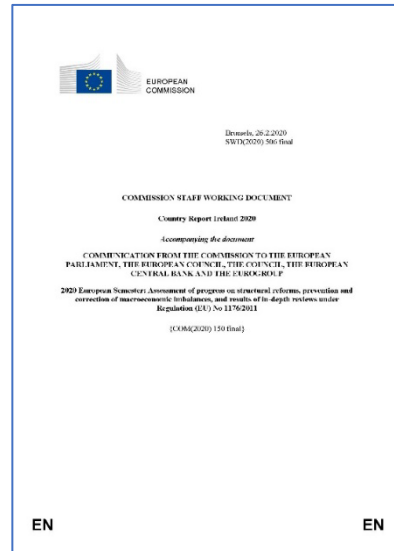 EUROPEAN
COMMISSION
Brussels, 26.2.2020
SWD(2020) 506 final
COMMISSION STAFF WORKING DOCUMENT
Country Report Ireland 2020
Accompanying the document
COMMUNICATION FROM THE COMMISSION TO THE EUROPEAN
PARLIAMENT, THE EUROPEAN COUNCIL, THE COUNCIL, THE EUROPEAN
CENTRAL BANK AND THE EUROGROUP
2020 European Semester: Assessment of progress on structural reforms, prevention and
correction of macroeconomic imbalances, and results of in-depth reviews under
Regulation (EU) No 1176/2011
{COM(2020) 150 final}
EN EN